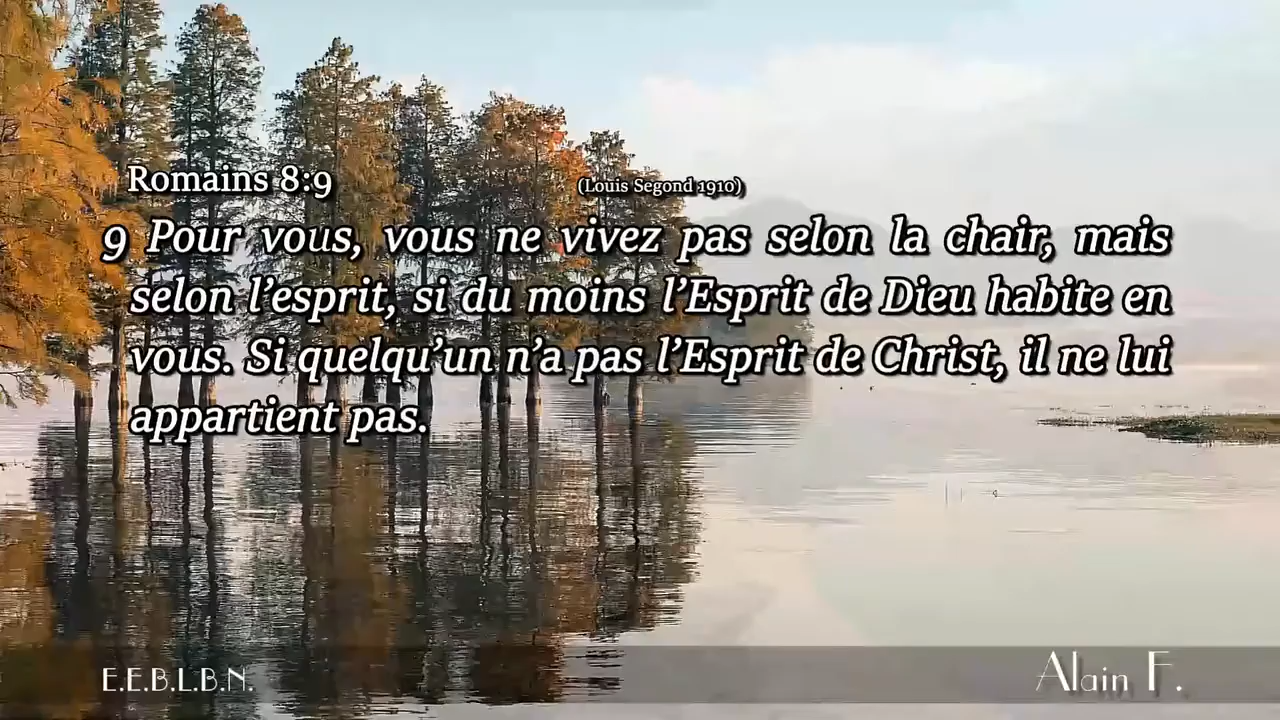 Romains 8:9 (Louis Segond 1910)
9 Pour vous, vous ne vivez pas selon la chair, mais
selon l’esprit, si du moins l’Esprit de Dieu habite en
vous. Si quelqu’un n’a pas l’Esprit de Christ, il ne lui
appartient pas.
E.E.B.L.B.N. Alain F.